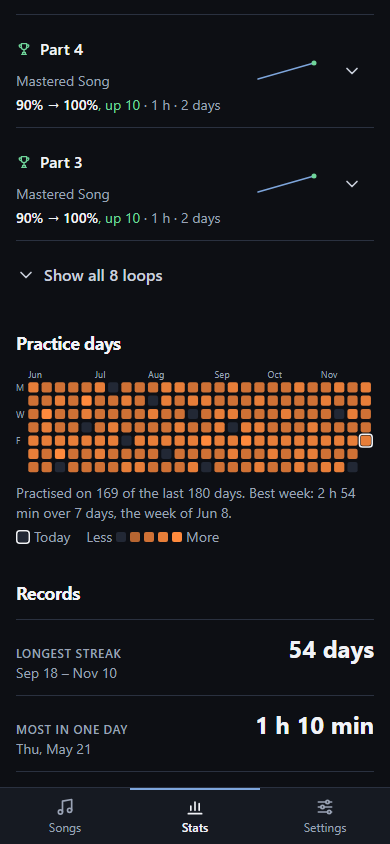 Part 4
Mastered Song
90% → 100%, up 10 · 1 h · 2 days
Part 3
Mastered Song
90% → 100%, up 10 · 1 h · 2 days
Show all 8 loops
Practice days
Jun Jul Aug Sep Oct Nov
M
W
F
Practised on 169 of the last 180 days. Best week: 2 h 54
min over 7 days, the week of Jun 8.
Today Less More
Records
LONGEST STREAK 54 days
Sep 18 – Nov 10
MOST IN ONE DAY 1 h 10 min
Thu, May 21
Songs Stats Settings